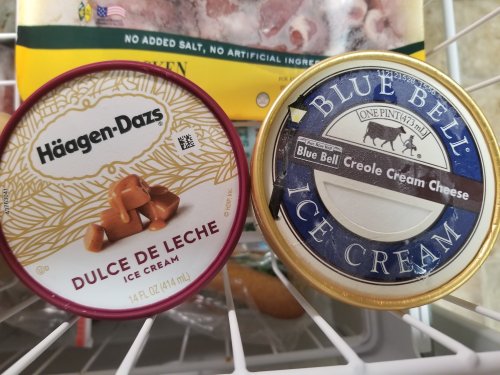 NO ADDED SALT, NO ARTIFICIAL INGRE
Häagen-Dazs
DULCE DE LECHE
ICE CREAM
14 FL OZ (414 mL)
BLUE BELL
ONE PINT (473 mL)
Blue Bell Creole Cream Cheese
ICE CREAM